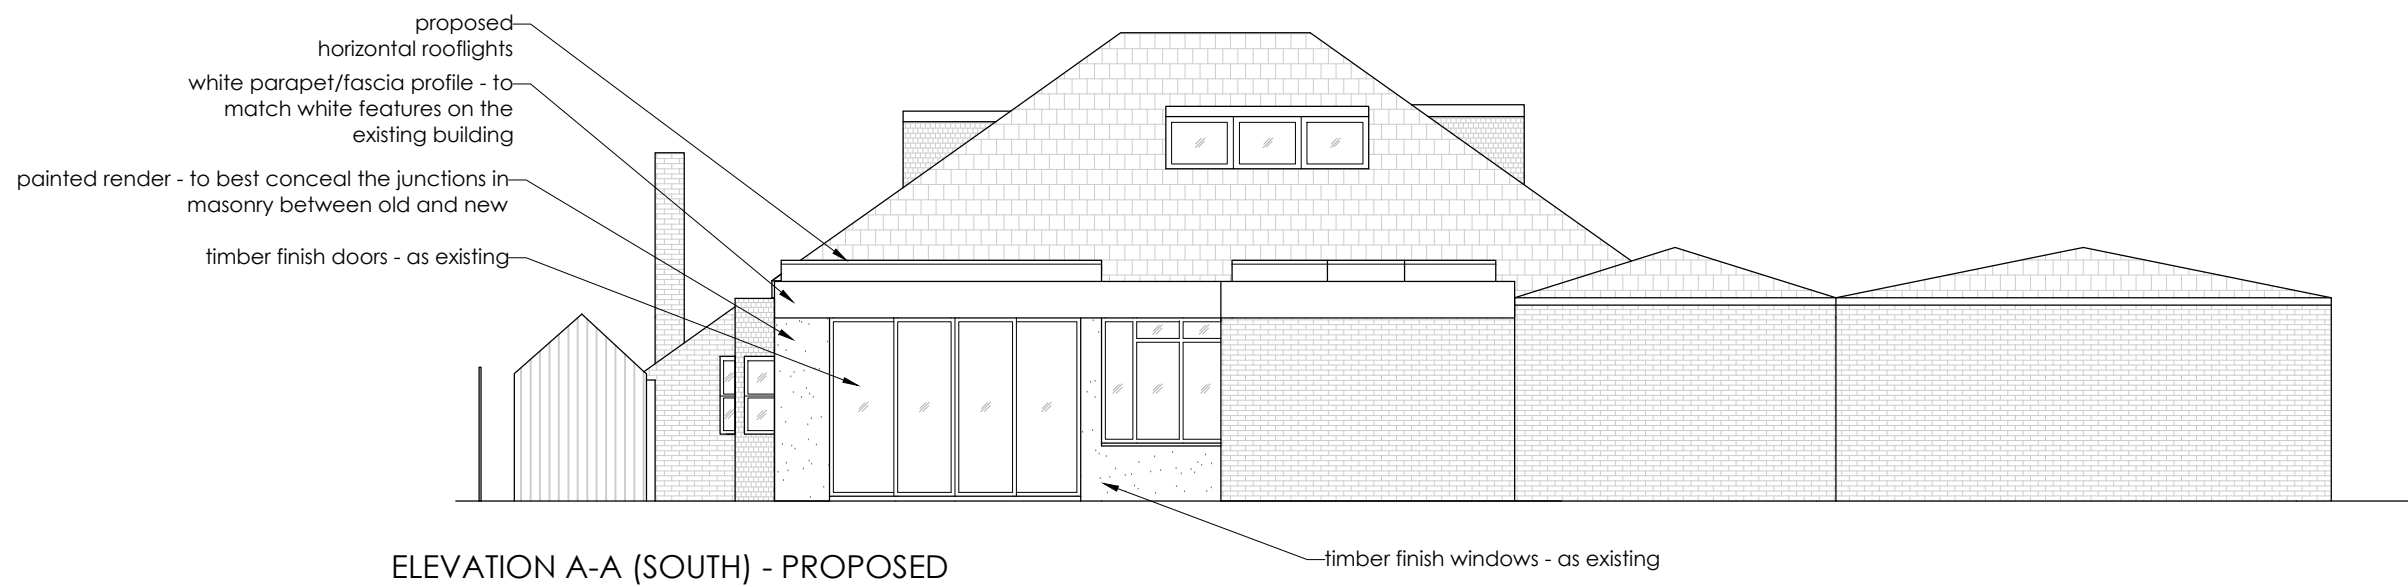 proposed
horizontal rooflights
white parapet/fascia profile - to
match white features on the
existing building
painted render - to best conceal the junctions in
masonry between old and new
timber finish doors - as existing
timber finish windows - as existing
ELEVATION A-A (SOUTH) - PROPOSED